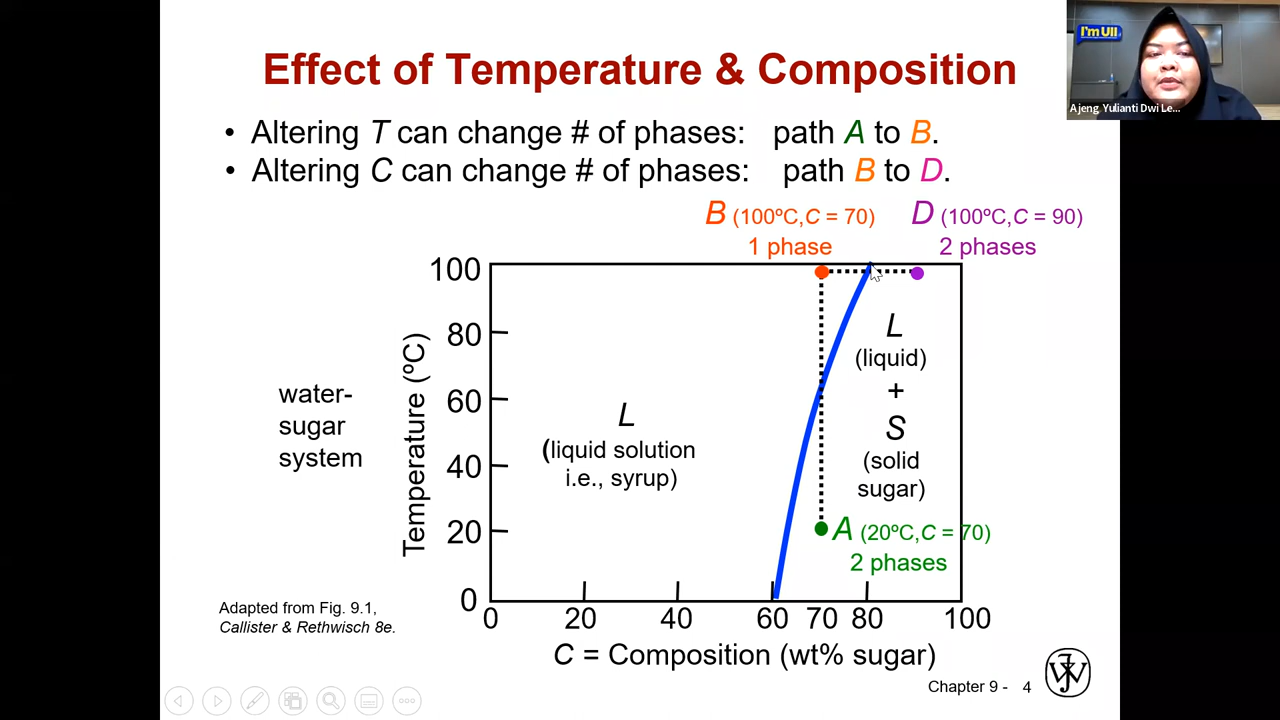 I'm UII
Ajeng Yulianti Dwi Le...
Effect of Temperature & Composition
• Altering T can change # of phases: path A to B.
• Altering C can change # of phases: path B to D.
B (100ºC,C = 70)
1 phase
D (100ºC,C = 90)
2 phases
water-
sugar
system
Temperature (ºC)
100
80
60
40
20
0
L
(liquid solution
i.e., syrup)
L
(liquid)
+
S
(solid
sugar)
A (20ºC,C = 70)
2 phases
0 20 40 60 70 80 100
C = Composition (wt% sugar)
Adapted from Fig. 9.1,
Callister & Rethwisch 8e.
Chapter 9 - 4